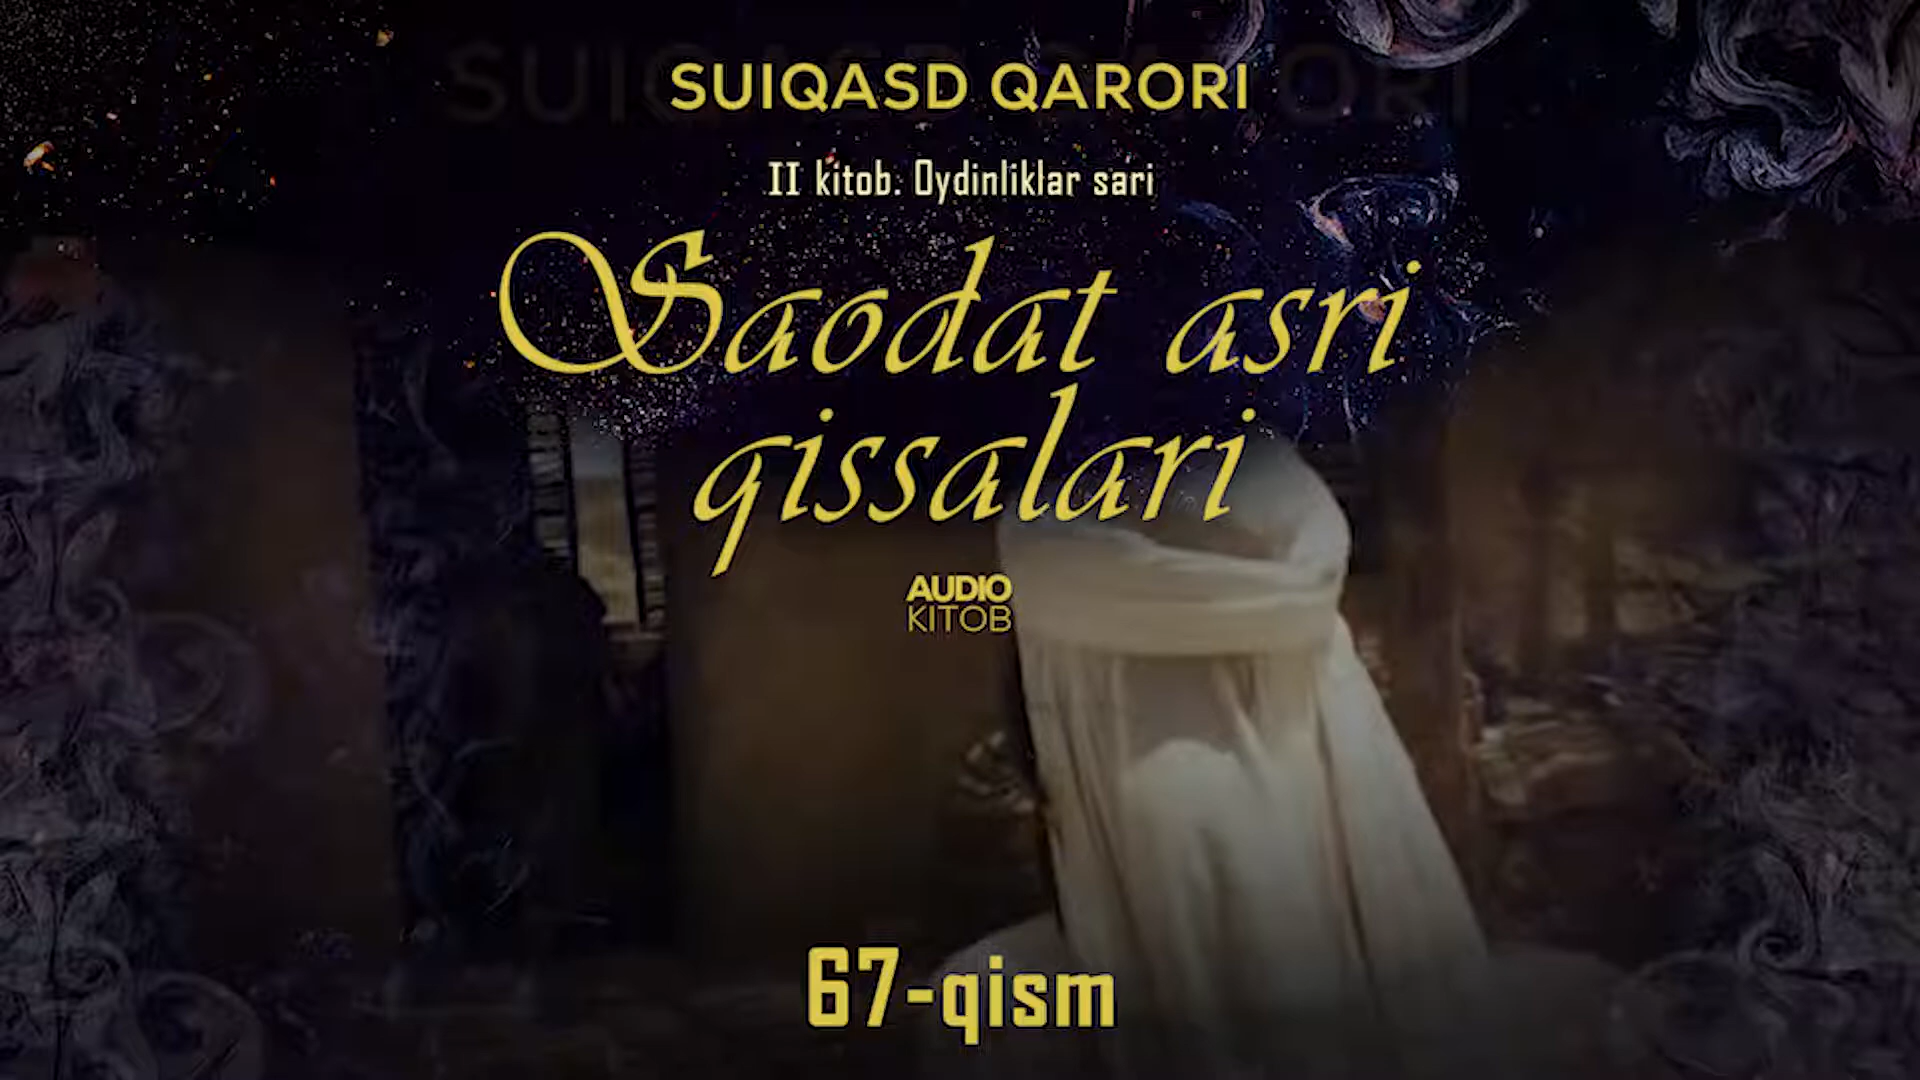 SUIQASD QARORI
II kitob. Oydinliklar sari
Saodat asri
qissalari
AUDIO
KITOB
67-qism